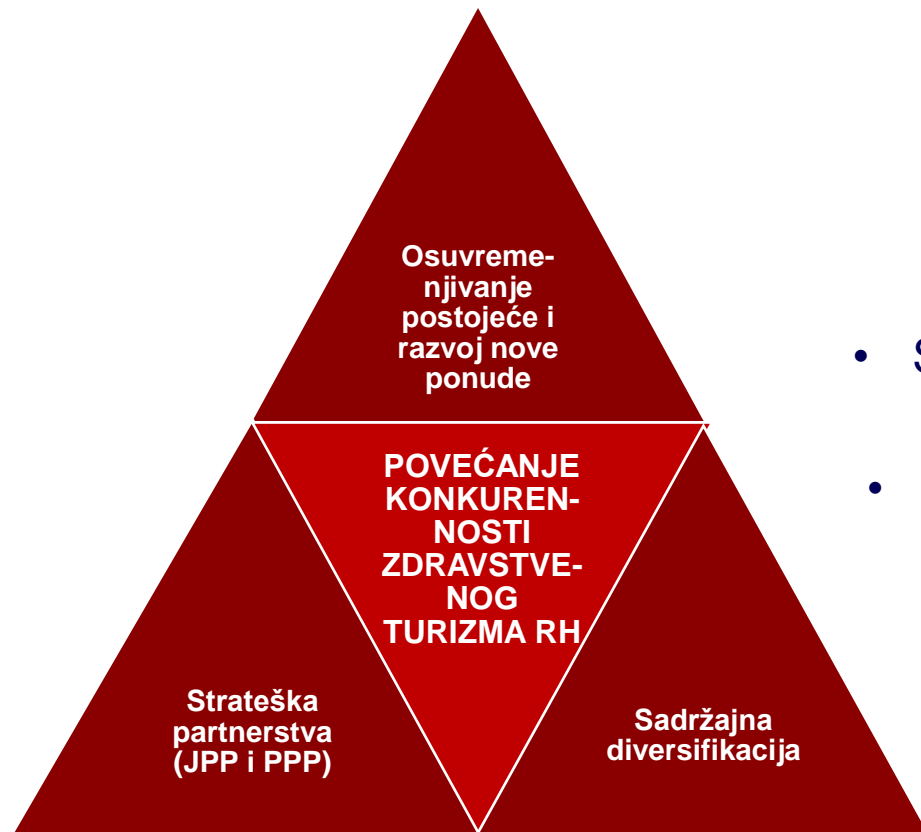 Osuvreme-
njivanje
postojeće i
razvoj nove
ponude
• S
•
POVEĆANJE
KONKUREN-
NOSTI
ZDRAVSTVE-
NOG
TURIZMA RH
Strateška
partnerstva
(JPP i PPP)
Sadržajna
diversifikacija